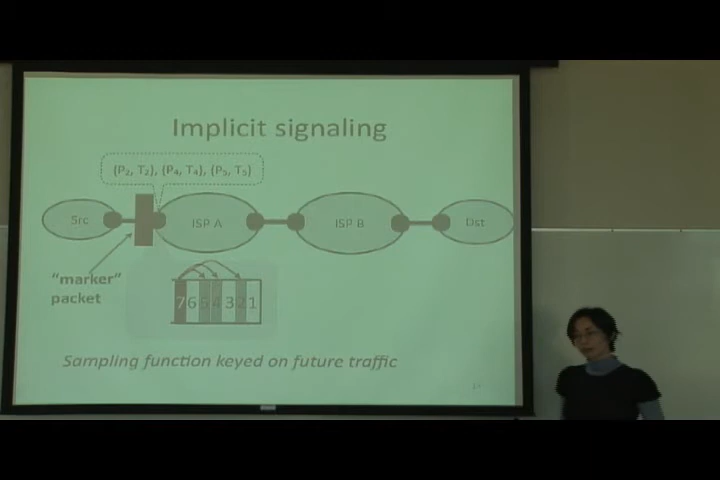 Implicit signaling
(P₂, T₂), (P₄, T₄), (P₅, T₅)
Src
ISP A
ISP B
Dst
"marker"
packet
7 6 5 4 3 2 1
Sampling function keyed on future traffic